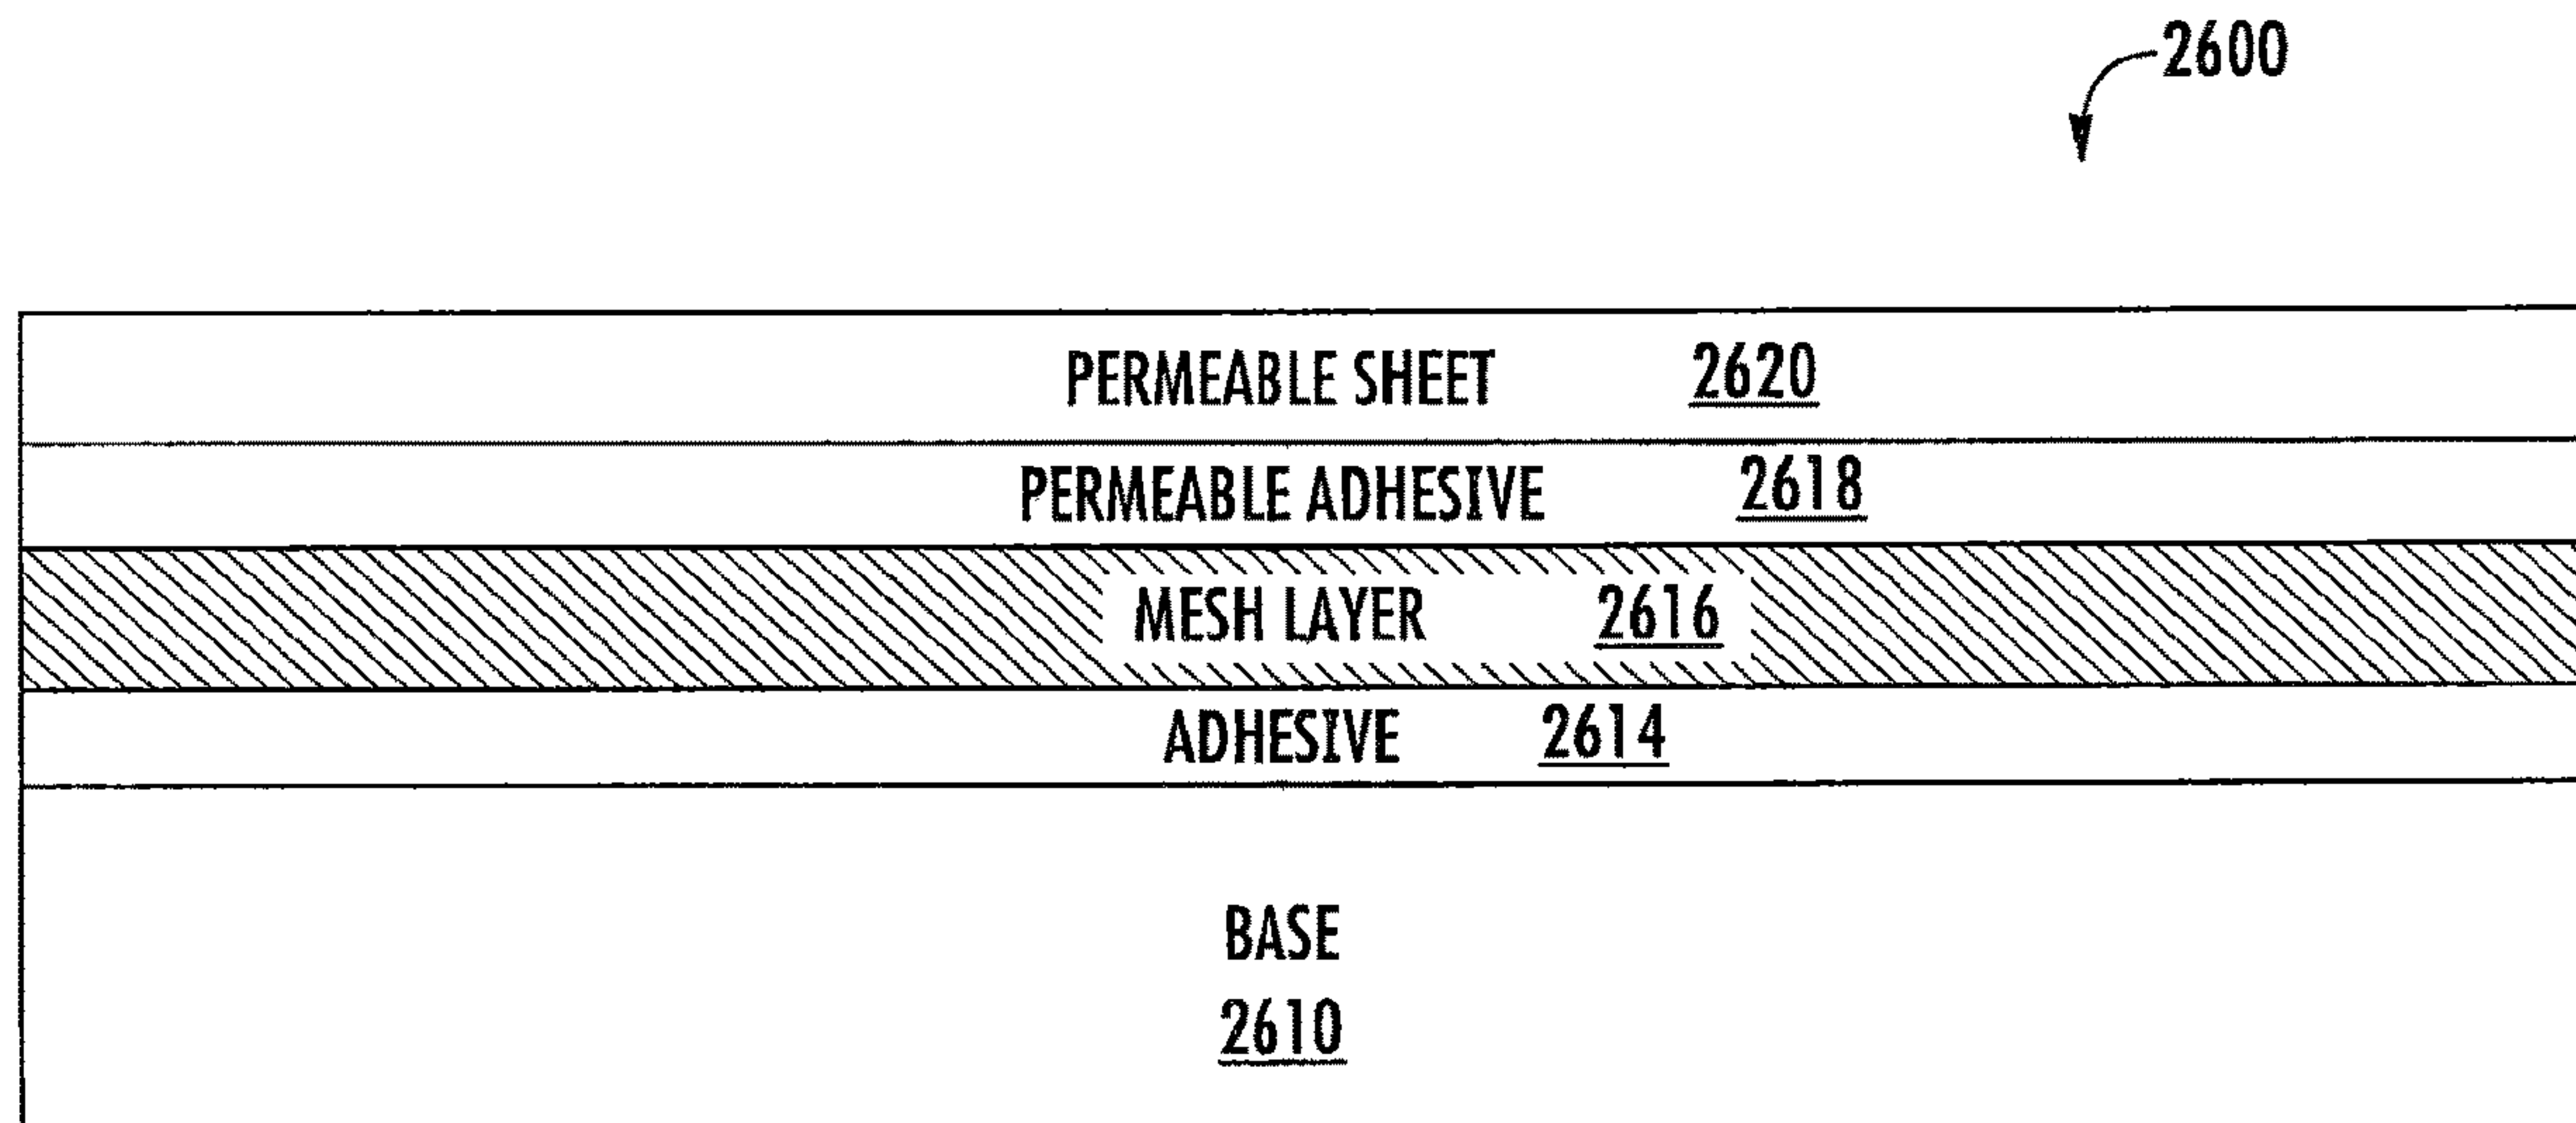 2600
PERMEABLE SHEET 2620
PERMEABLE ADHESIVE 2618
MESH LAYER 2616
ADHESIVE 2614
BASE
2610